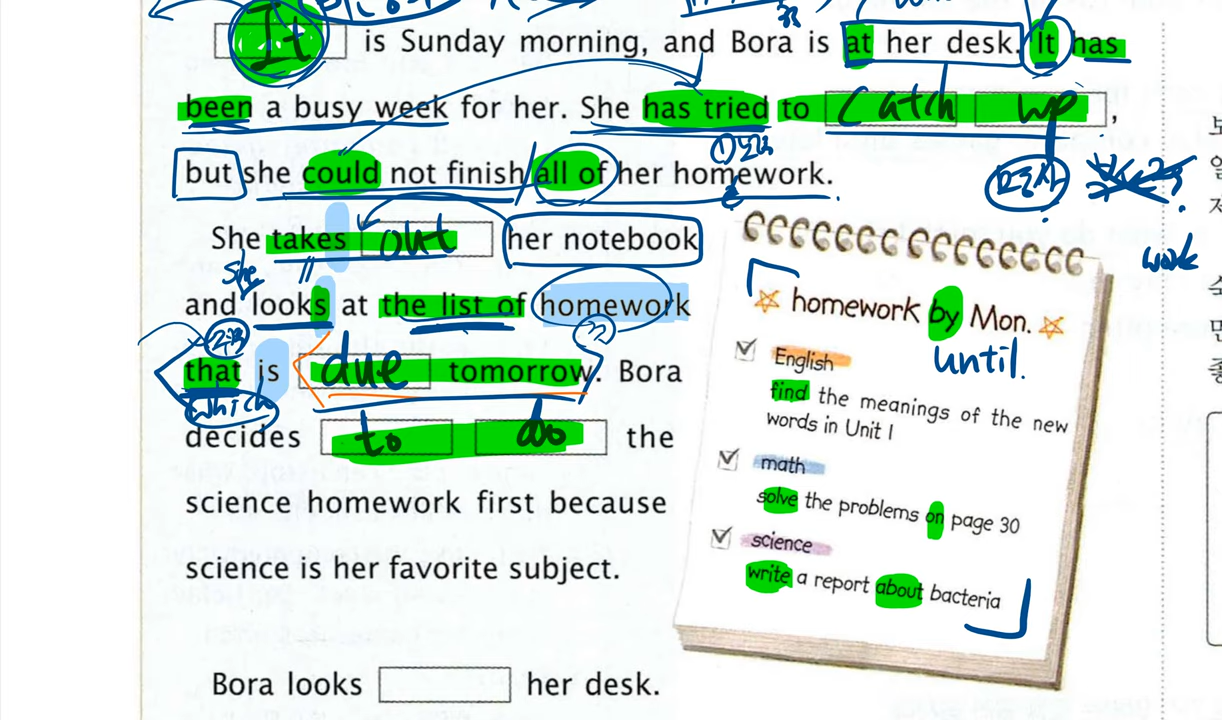 It is Sunday morning, and Bora is at her desk. It has
been a busy week for her. She has tried to catch up,
but she could not finish all of her homework.
She takes out her notebook
She
and looks at the list of homework
that is due tomorrow. Bora
which
decides to do the
science homework first because
science is her favorite subject.
Bora looks her desk.
homework by Mon.
until.
English
find the meanings of the new
words in Unit 1
math
solve the problems on page 30
science
write a report about bacteria
work